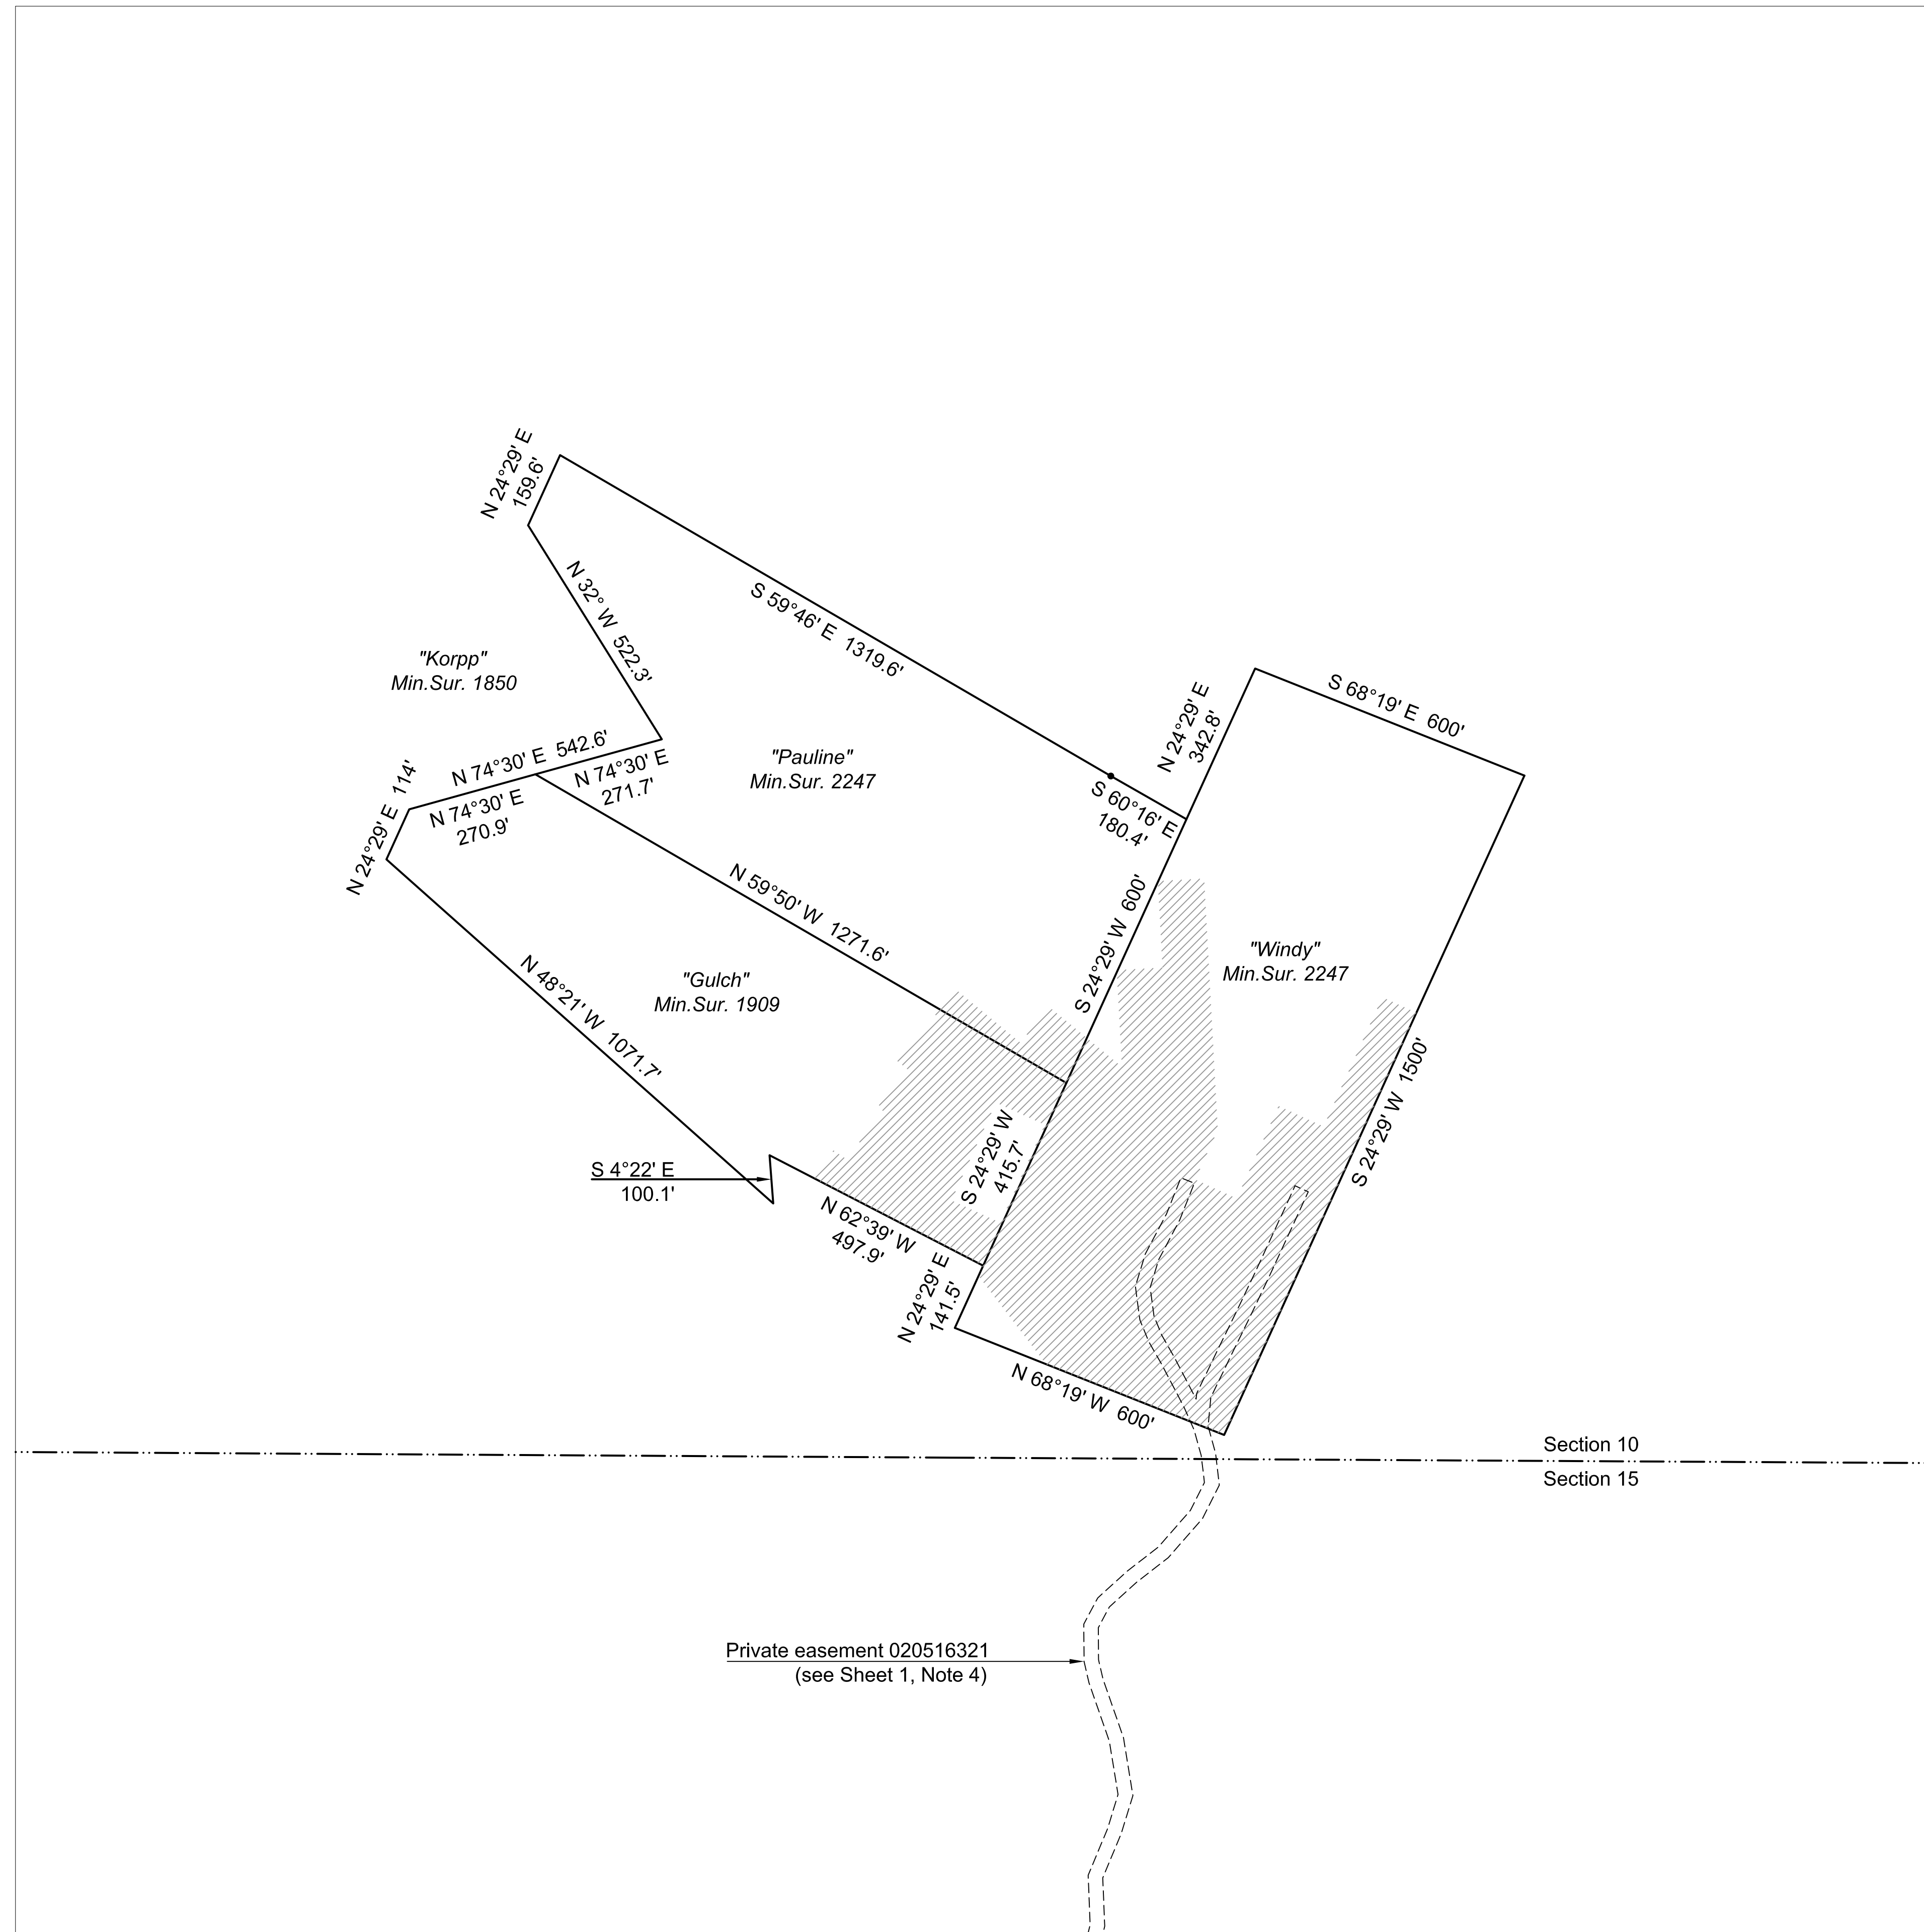 N 24°29' E
159.6'
S 59°46' E  1319.6'
N 32° W  522.3'
"Korpp"
Min.Sur. 1850
N 74°30' E  542.6'
N 74°30' E
271.7'
N 74°30' E
270.9'
N 24°29' E  114'
"Pauline"
Min.Sur. 2247
S 60°16' E
180.4'
N 24°29' E
342.8'
S 68°19' E  600'
S 24°29' W  600'
N 59°50' W  1271.6'
"Windy"
Min.Sur. 2247
"Gulch"
Min.Sur. 1909
N 48°21' W  1071.7'
S 24°29' W  1500'
S 24°29' W
415.7'
S 4°22' E
100.1'
N 62°39' W
497.9'
N 24°29' E
141.5'
N 68°19' W  600'
Section 10
Section 15
Private easement 020516321
(see Sheet 1, Note 4)